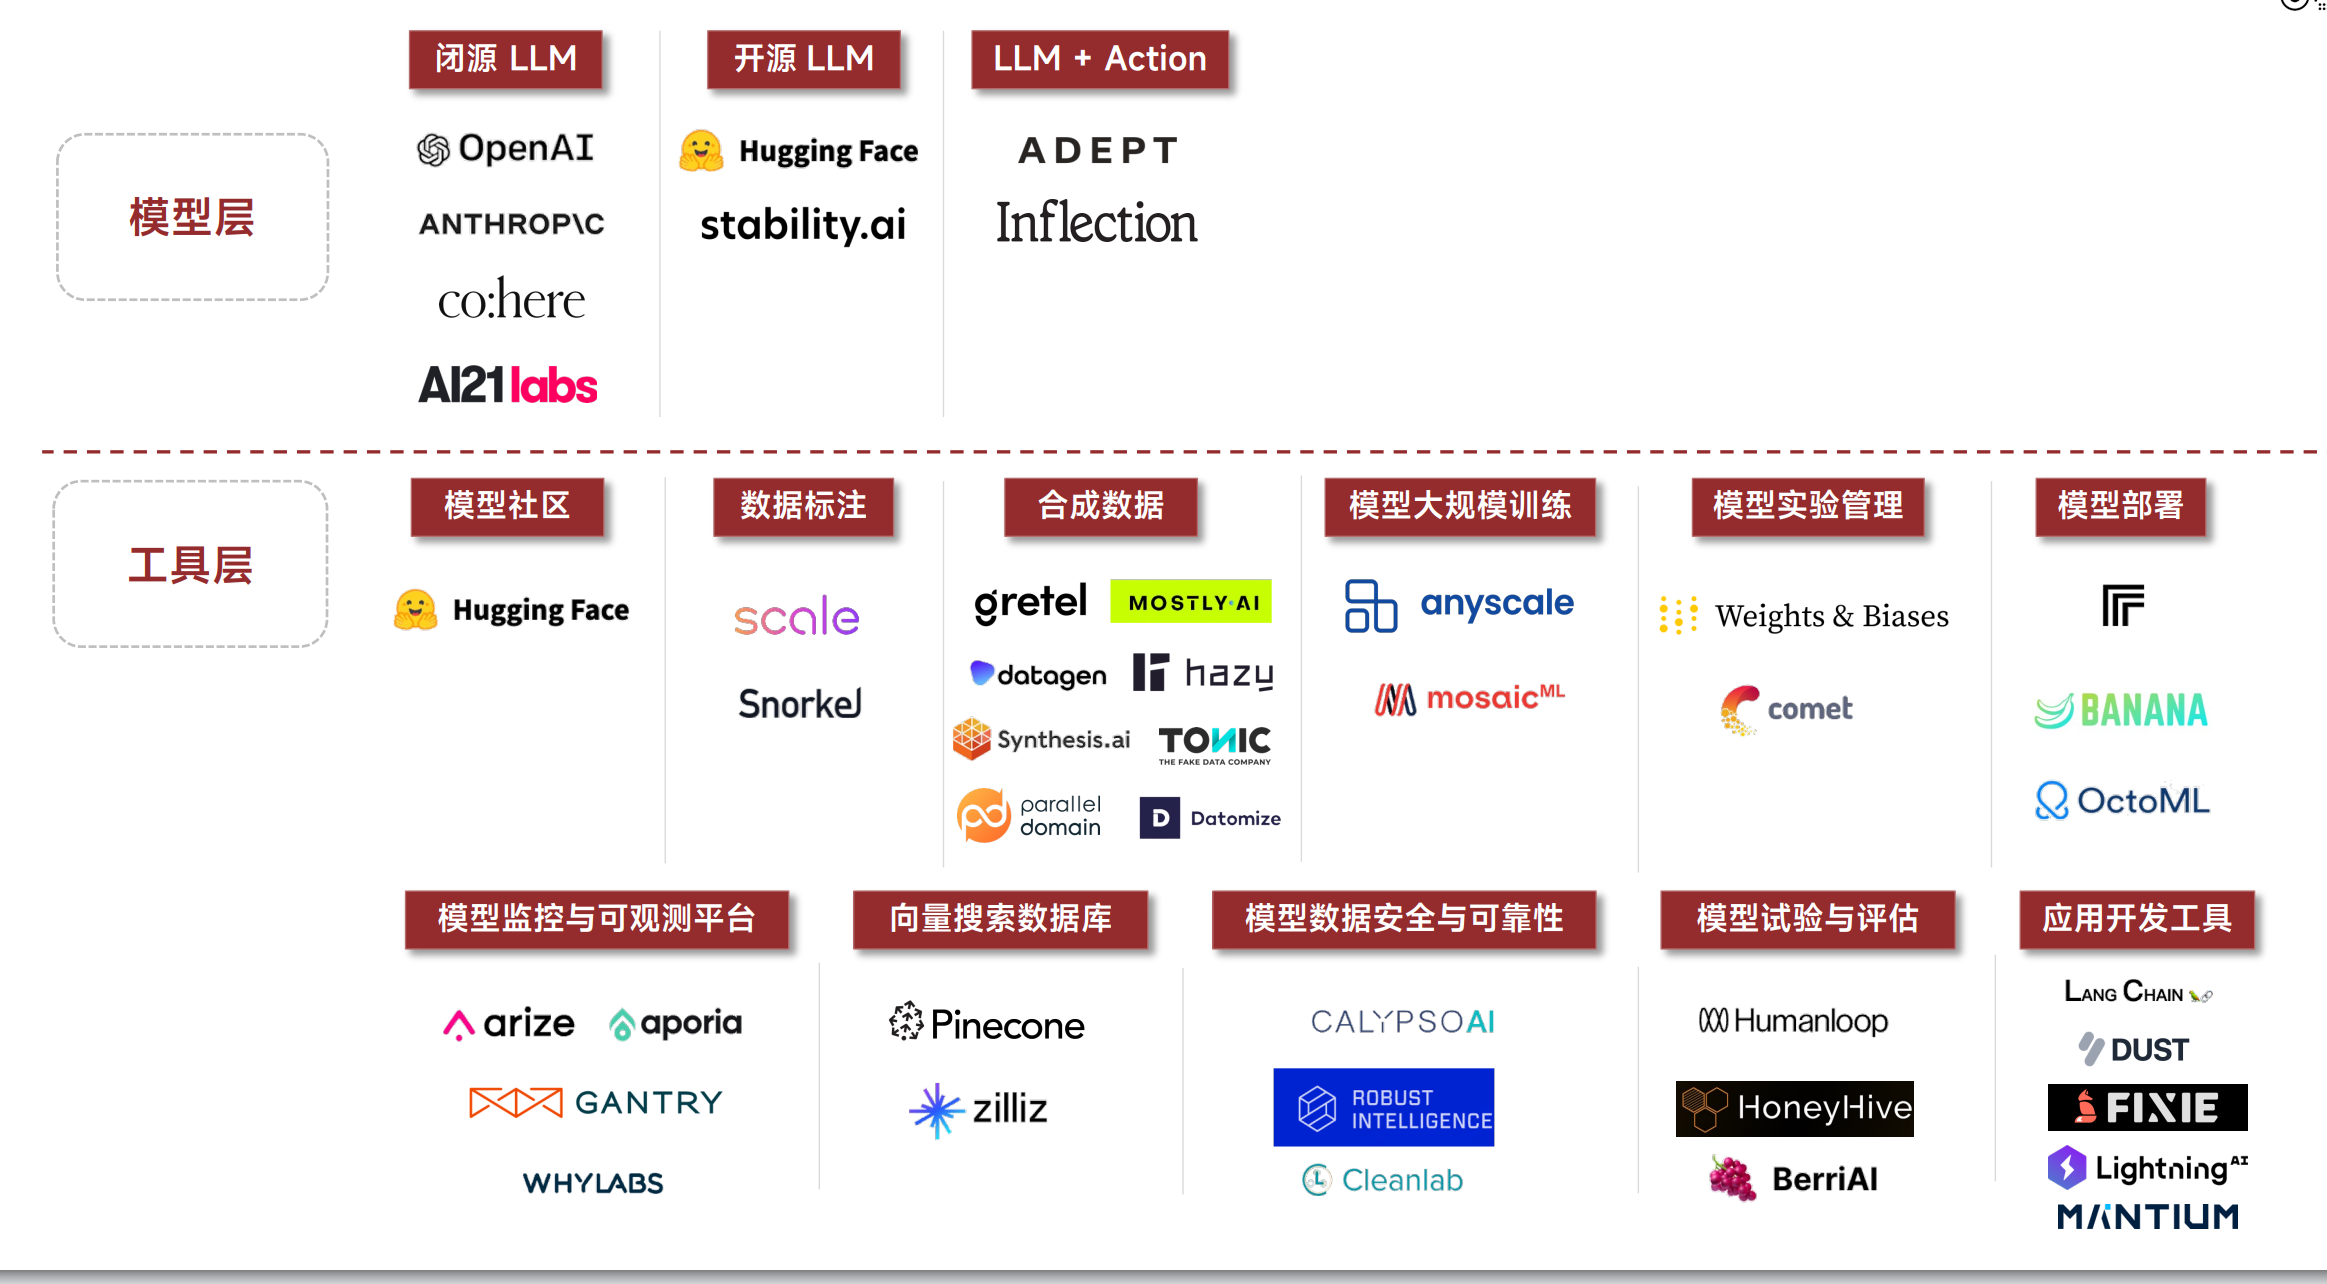 闭源 LLM
开源 LLM
LLM + Action
模型层
OpenAI
ANTHROP\C
co:here
AI21labs
Hugging Face
stability.ai
ADEPT
Inflection
工具层
模型社区
数据标注
合成数据
模型大规模训练
模型实验管理
模型部署
Hugging Face
scale
Snorkel
gretel
MOSTLY·AI
datagen
hazy
Synthesis.ai
TONIC
THE FAKE DATA COMPANY
parallel
domain
D
Datomize
anyscale
mosaicML
Weights & Biases
comet
BANANA
OctoML
模型监控与可观测平台
向量搜索数据库
模型数据安全与可靠性
模型试验与评估
应用开发工具
arize
aporia
GANTRY
WHYLABS
Pinecone
zilliz
CALYPSOAI
ROBUST
INTELLIGENCE
Cleanlab
Humanloop
HoneyHive
BerriAI
LANG CHAIN
DUST
FIXIE
LightningAI
MANTIUM